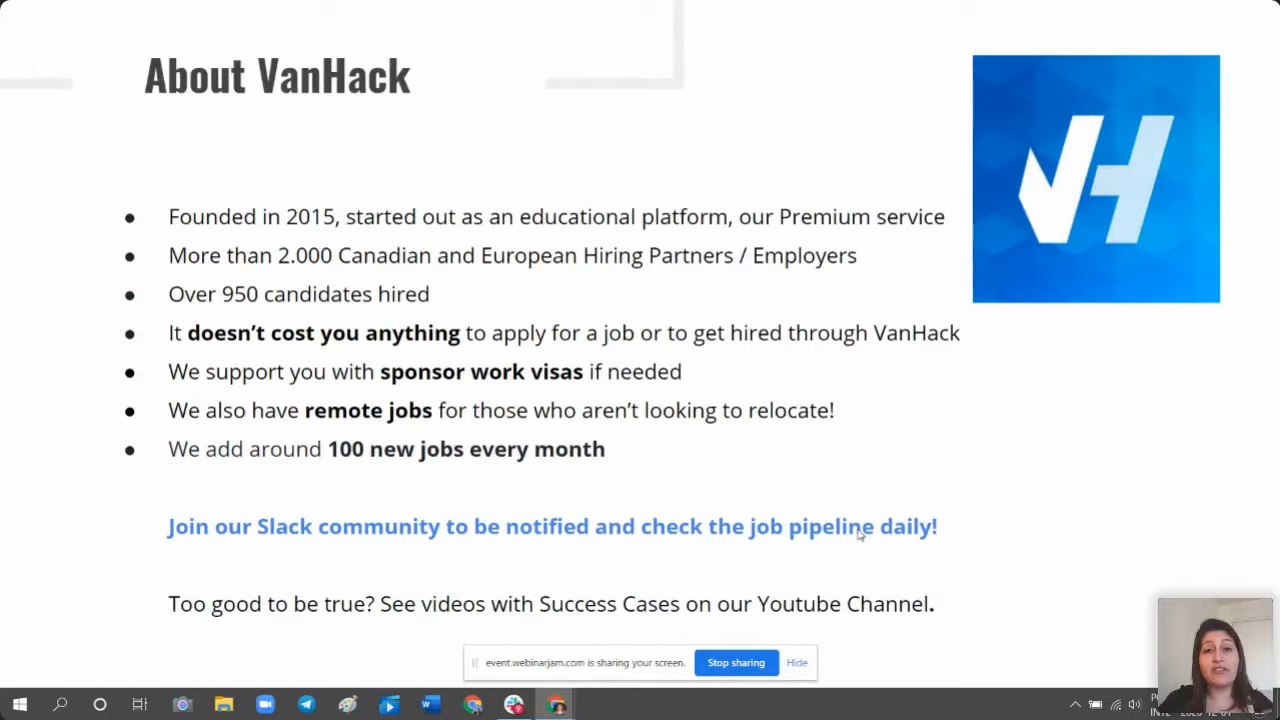 About VanHack
VH
● Founded in 2015, started out as an educational platform, our Premium service
● More than 2.000 Canadian and European Hiring Partners / Employers
● Over 950 candidates hired
● It doesn’t cost you anything to apply for a job or to get hired through VanHack
● We support you with sponsor work visas if needed
● We also have remote jobs for those who aren’t looking to relocate!
● We add around 100 new jobs every month
Join our Slack community to be notified and check the job pipeline daily!
Too good to be true? See videos with Success Cases on our Youtube Channel.
event.webinarjam.com is sharing your screen. Stop sharing Hide